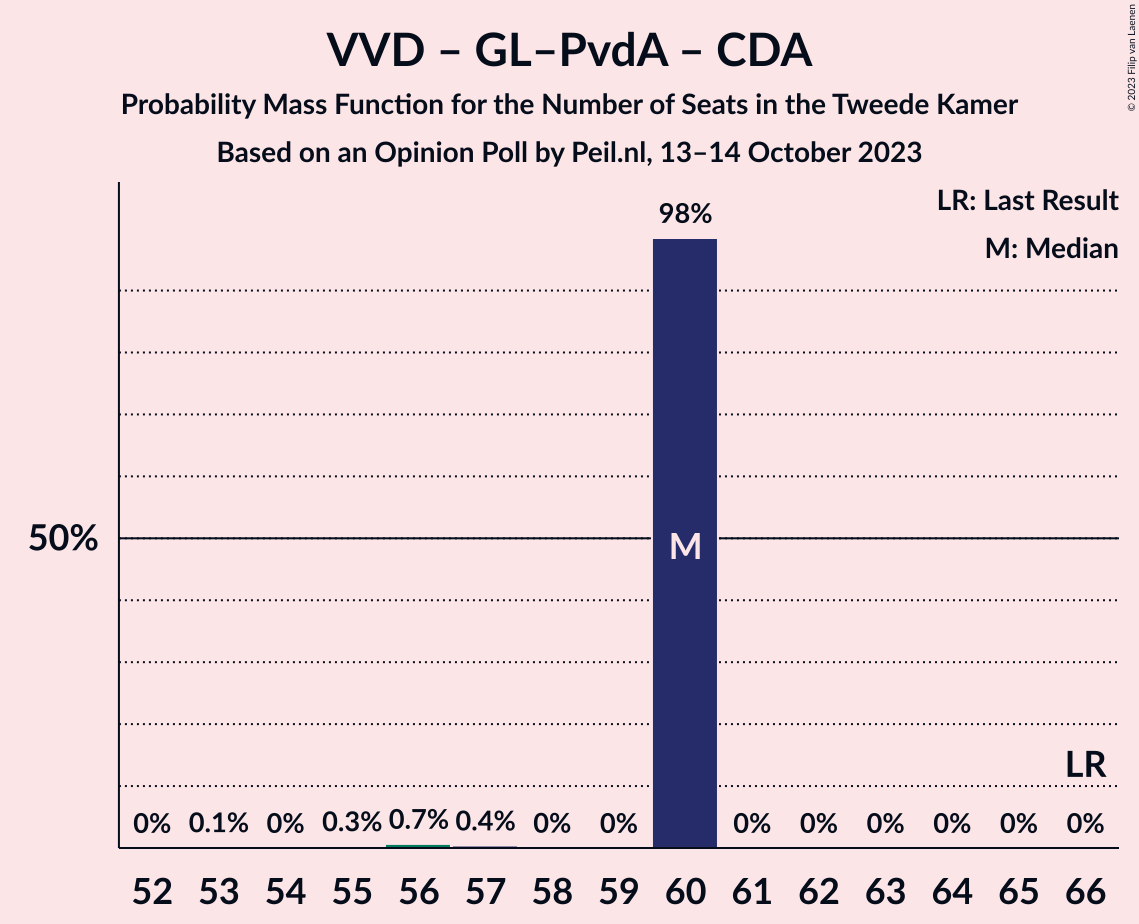 VVD – GL–PvdA – CDA
Probability Mass Function for the Number of Seats in the Tweede Kamer
Based on an Opinion Poll by Peil.nl, 13–14 October 2023
© 2023 Filip van Laenen
LR: Last Result
M: Median
98%
50%
M
LR
0% 0.1% 0% 0.3% 0.7% 0.4% 0% 0% 0% 0% 0% 0% 0% 0%
52 53 54 55 56 57 58 59 60 61 62 63 64 65 66